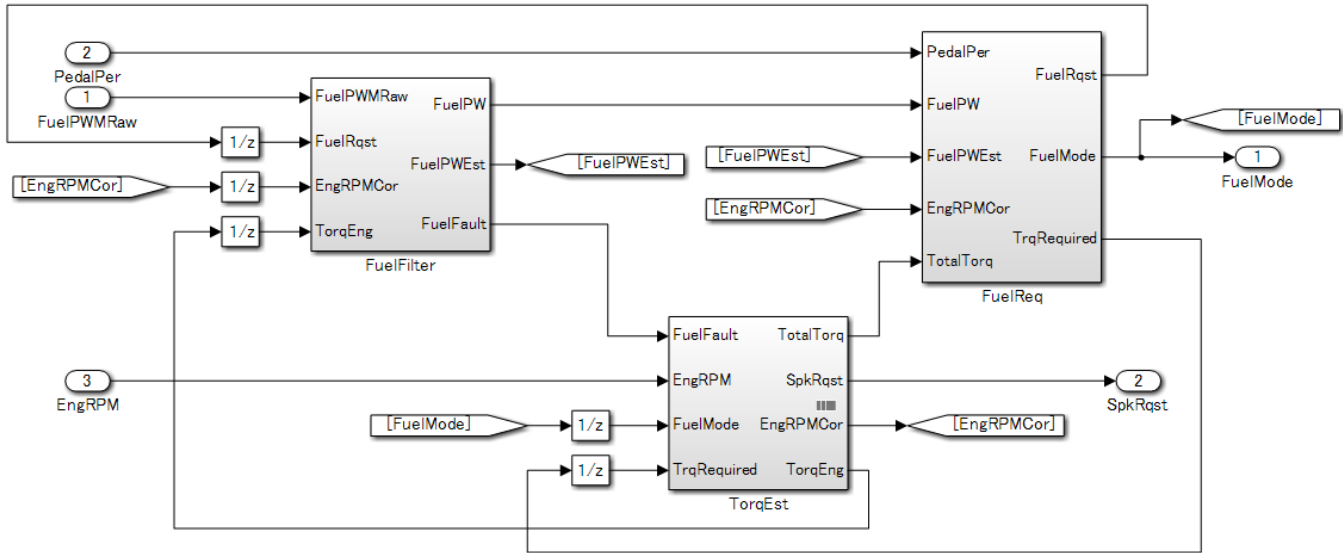 2
PedalPer
1
FuelPWMRaw
1/z
[EngRPMCor]
1/z
1/z
FuelPWMRaw
FuelRqst
EngRPMCor
TorqEng
FuelPW
FuelPWEst
FuelFault
FuelFilter
[FuelPWEst]
[FuelPWEst]
[EngRPMCor]
PedalPer
FuelPW
FuelPWEst
EngRPMCor
TotalTorq
FuelRqst
FuelMode
TrqRequired
FuelReq
[FuelMode]
1
FuelMode
3
EngRPM
[FuelMode]
1/z
1/z
FuelFault
EngRPM
FuelMode
TrqRequired
TotalTorq
SpkRqst
EngRPMCor
TorqEng
TorqEst
2
SpkRqst
[EngRPMCor]